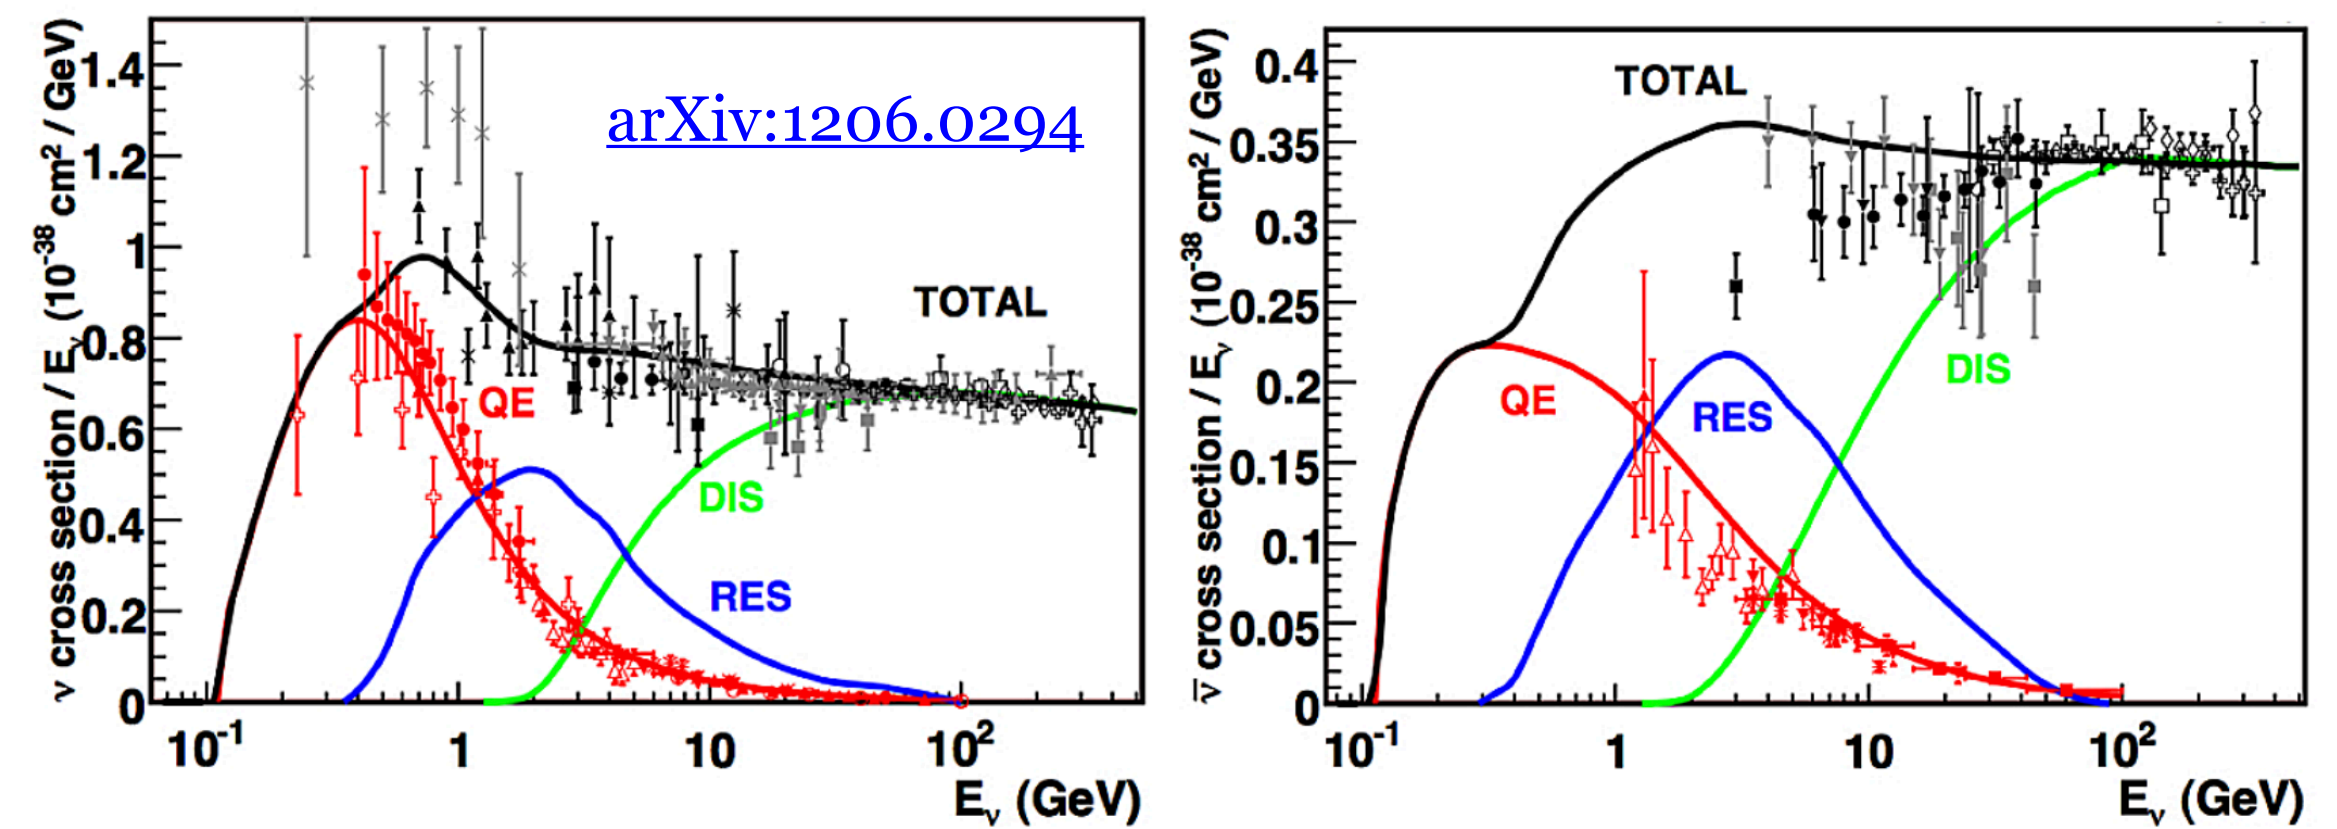 ν cross section / Eν (10-38 cm2 / GeV)
1.4
1.2
1
0.8
0.6
0.4
0.2
0
arXiv:1206.0294
TOTAL
QE
DIS
RES
10-1
1
10
102
Eν (GeV)
ν̅ cross section / Eν (10-38 cm2 / GeV)
0.4
0.35
0.3
0.25
0.2
0.15
0.1
0.05
0
TOTAL
QE
RES
DIS
10-1
1
10
102
Eν (GeV)